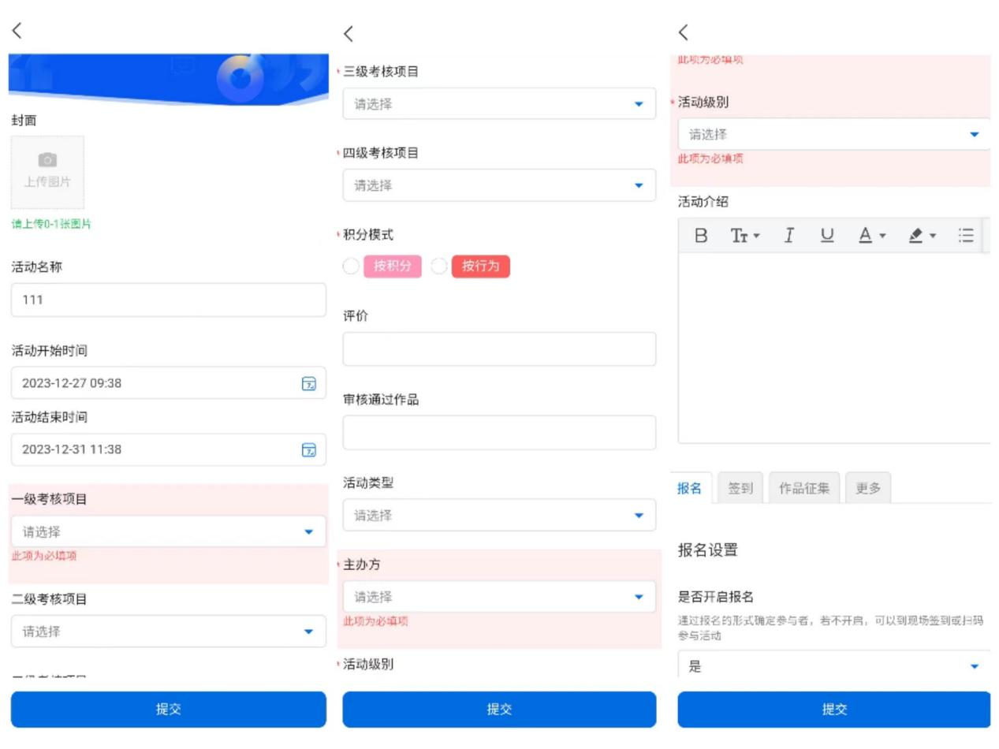 封面
上传图片
请上传0-1张图片
活动名称
111
活动开始时间
2023-12-27 09:38
活动结束时间
2023-12-31 11:38
一级考核项目
请选择
此项为必填项
二级考核项目
请选择
提交
* 三级考核项目
请选择
* 四级考核项目
请选择
* 积分模式
按积分 按行为
评价
审核通过作品
活动类型
请选择
* 主办方
请选择
此项为必填项
* 活动级别
提交
此项为必填项
* 活动级别
请选择
此项为必填项
活动介绍
B TT I U A
报名 签到 作品征集 更多
报名设置
是否开启报名
通过报名的形式确定参与者，若不开启，可以到现场签到或扫码
参与活动
是
提交